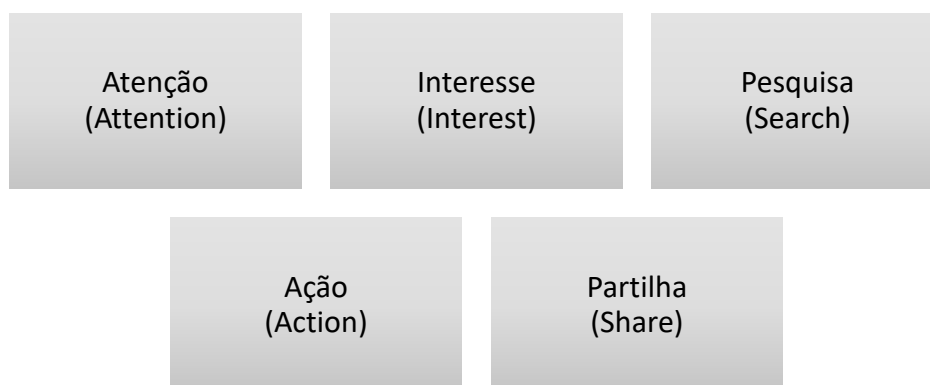 Atenção
(Attention)
Interesse
(Interest)
Pesquisa
(Search)
Ação
(Action)
Partilha
(Share)